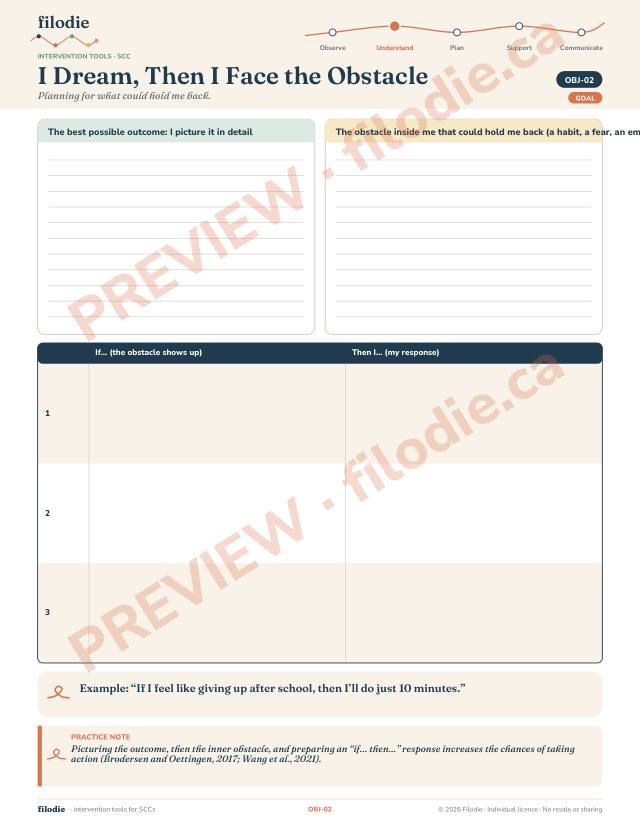 filodie
INTERVENTION TOOLS · SCC
Observe
Understand
Plan
Support
Communicate
I Dream, Then I Face the Obstacle
Planning for what could hold me back.
OBJ-02
GOAL
The best possible outcome: I picture it in detail
The obstacle inside me that could hold me back (a habit, a fear, an em
If... (the obstacle shows up)
Then I... (my response)
1
2
3
Example: “If I feel like giving up after school, then I’ll do just 10 minutes.”
PRACTICE NOTE
Picturing the outcome, then the inner obstacle, and preparing an “if... then...” response increases the chances of taking
action (Brodersen and Oettingen, 2017; Wang et al., 2021).
filodie · intervention tools for SCCs
OBJ-02
© 2026 Filodie · Individual licence · No resale or sharing
PREVIEW · filodie.ca
PREVIEW · filodie.ca